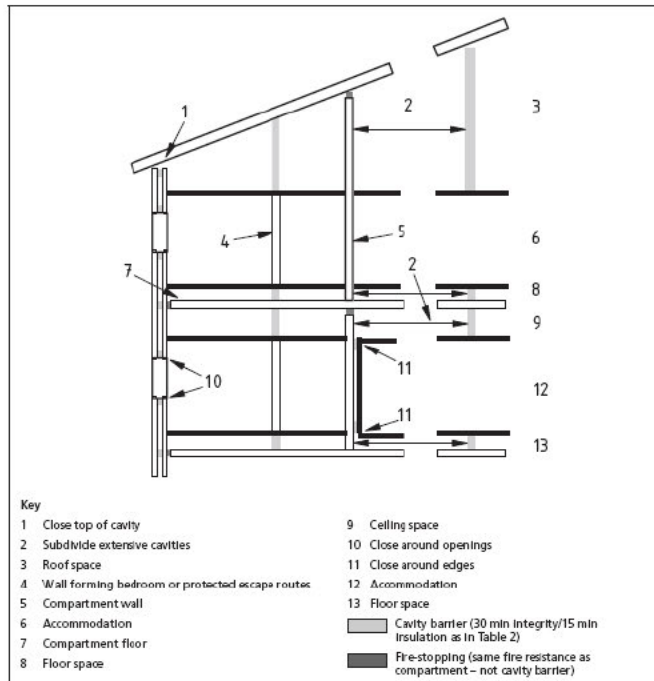 1
2
3
4
5
6
7
2
8
9
10
11
12
11
13
Key
1 Close top of cavity
2 Subdivide extensive cavities
3 Roof space
4 Wall forming bedroom or protected escape routes
5 Compartment wall
6 Accommodation
7 Compartment floor
8 Floor space
9 Ceiling space
10 Close around openings
11 Close around edges
12 Accommodation
13 Floor space
Cavity barrier (30 min integrity/15 min
insulation as in Table 2)
Fire-stopping (same fire resistance as
compartment – not cavity barrier)